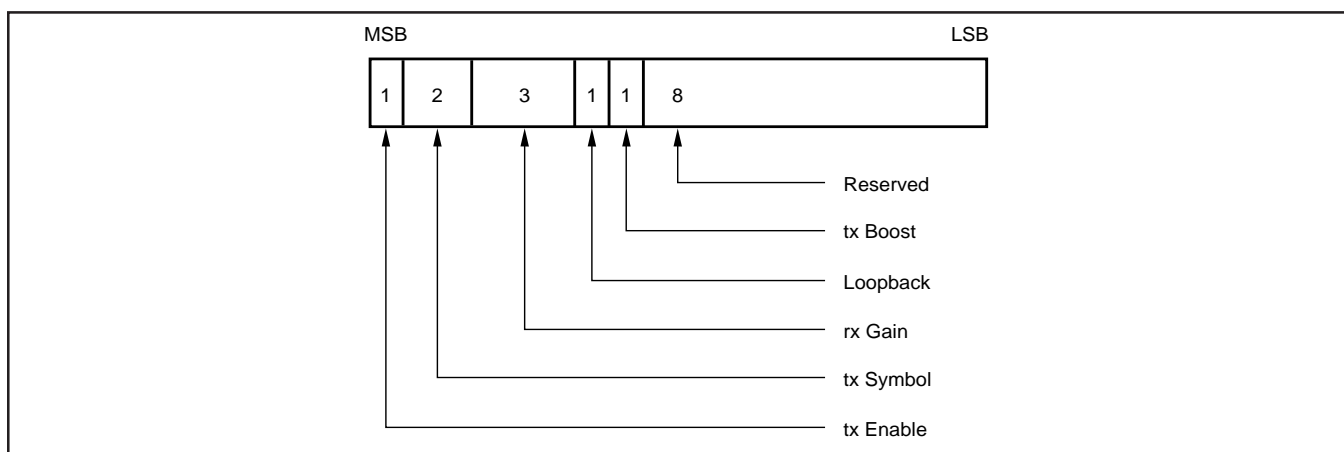 MSB LSB
1 2 3 1 1 8
Reserved
tx Boost
Loopback
rx Gain
tx Symbol
tx Enable